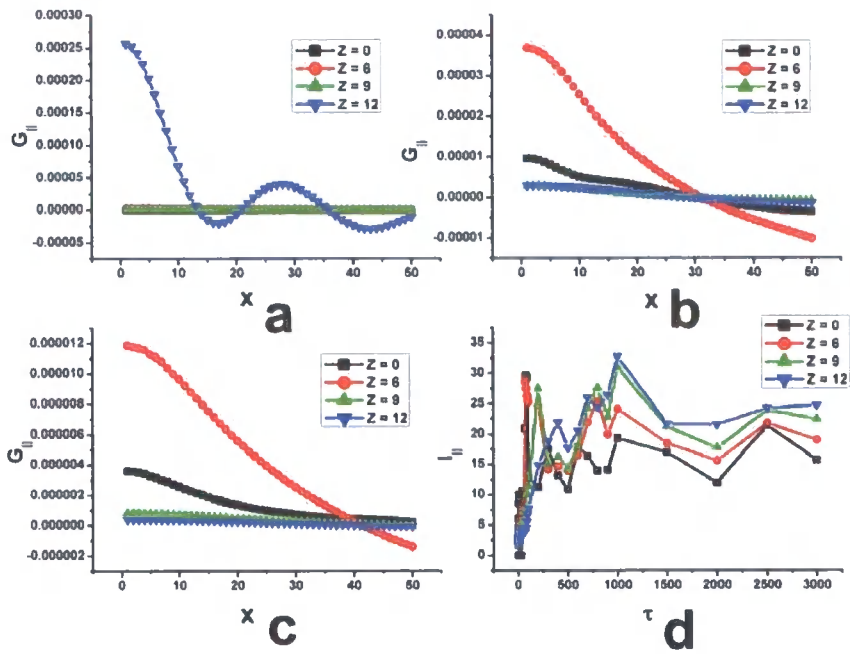 0.00030
0.00025
0.00020
0.00015
0.00010
0.00005
0.00000
-0.00005
G||
0 10 20 30 40 50
x
a
Z = 0
Z = 6
Z = 9
Z = 12
0.00004
0.00003
0.00002
0.00001
0.00000
-0.00001
G||
0 10 20 30 40 50
x
b
Z = 0
Z = 6
Z = 9
Z = 12
0.000012
0.000010
0.000008
0.000006
0.000004
0.000002
0.000000
-0.000002
G||
0 10 20 30 40 50
x
c
Z = 0
Z = 6
Z = 9
Z = 12
35
30
25
20
15
10
5
0
I||
0 500 1000 1500 2000 2500 3000
τ
d
Z = 0
Z = 6
Z = 9
Z = 12